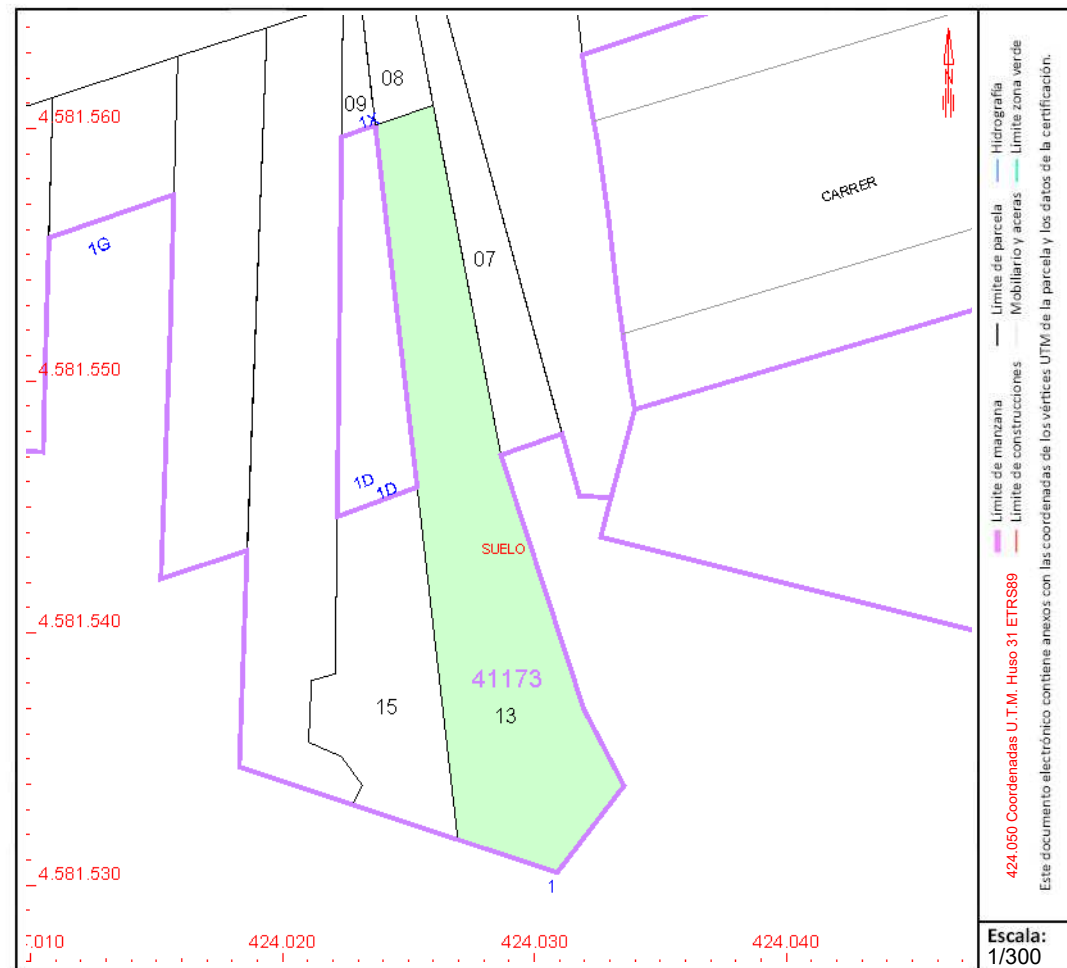 08
09
1X
4.581.560
CARRER
1G
07
4.581.550
1D
1D
SUELO
4.581.540
41173
15
13
4.581.530
1
:010
424.020
424.030
424.040
Hidrografía
Límite zona verde
Límite de parcela
Mobiliario y aceras
Límite de manzana
Límite de construcciones
424.050 Coordenadas U.T.M. Huso 31 ETRS89
Este documento electrónico contiene anexos con las coordenadas de los vértices UTM de la parcela y los datos de la certificación.
N
Escala:
1/300